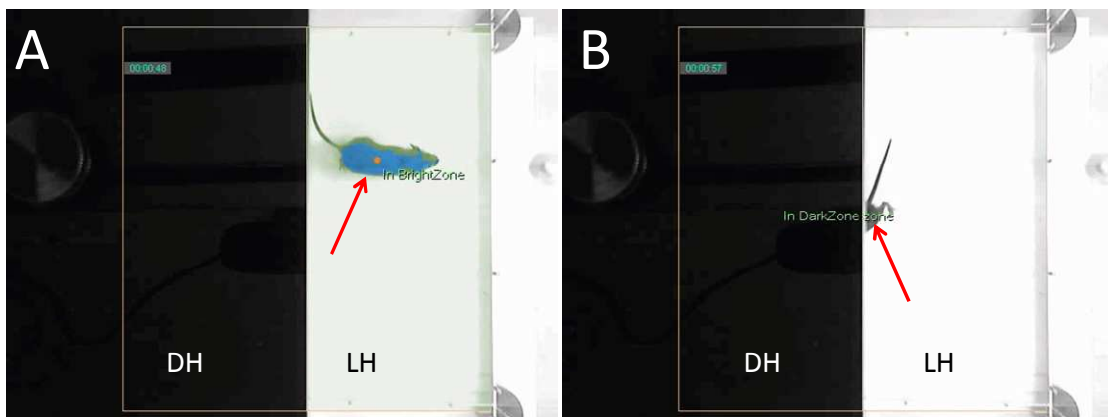 A
00:00:48
In BrightZone
DH
LH
B
00:00:57
In DarkZone zone
DH
LH